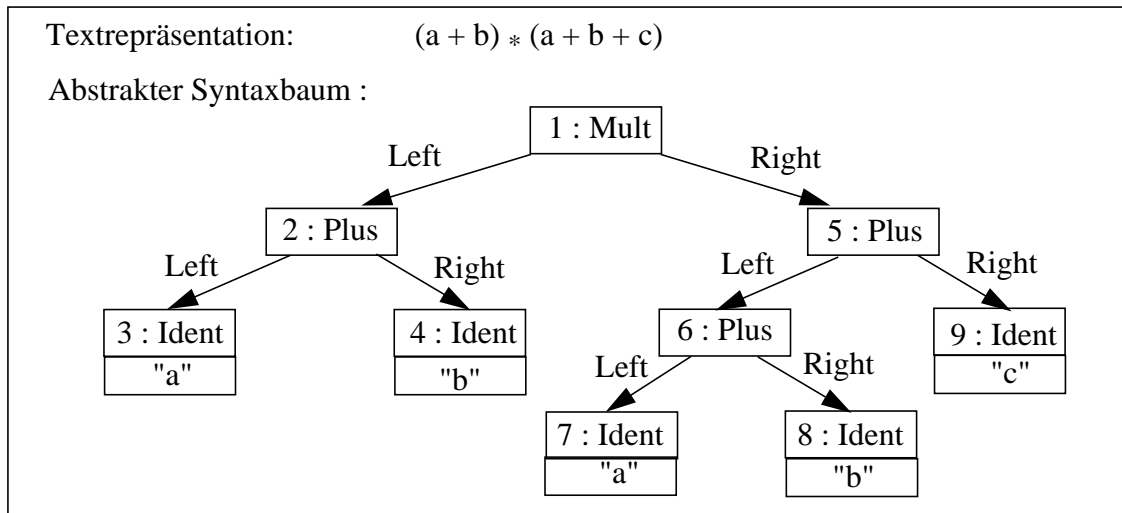 Textrepräsentation: (a + b) * (a + b + c)
Abstrakter Syntaxbaum :
1 : Mult
Left Right
2 : Plus 5 : Plus
Left Right Left Right
3 : Ident 4 : Ident 6 : Plus 9 : Ident
"a" "b" "c"
Left Right
7 : Ident 8 : Ident
"a" "b"